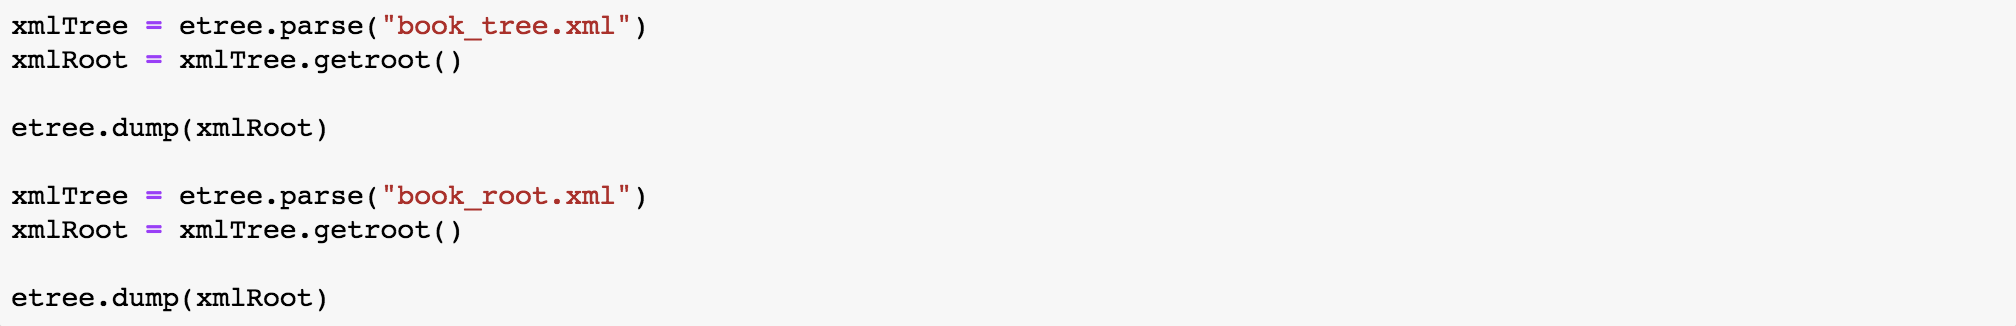 xmlTree = etree.parse("book_tree.xml")
xmlRoot = xmlTree.getroot()
etree.dump(xmlRoot)
xmlTree = etree.parse("book_root.xml")
xmlRoot = xmlTree.getroot()
etree.dump(xmlRoot)